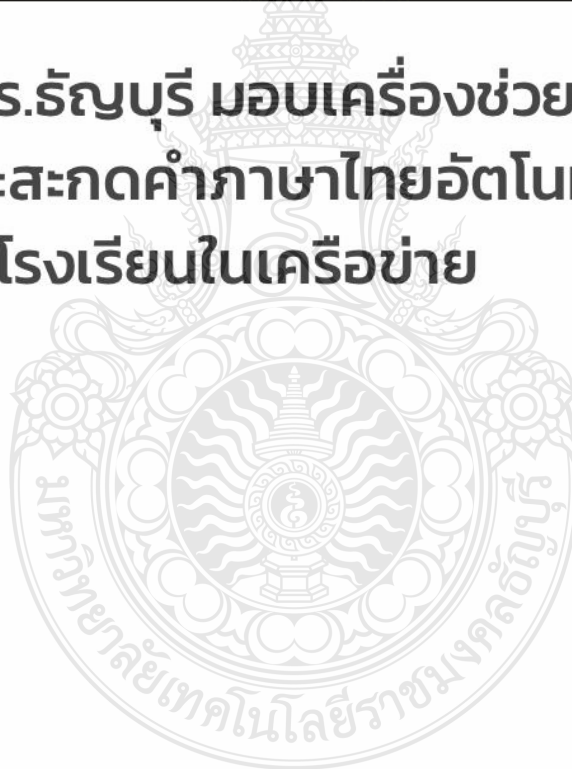 ร.ธัญบุรี มอบเครื่องช่วย
ะสะกดคำภาษาไทยอัตโน
โรงเรียนในเครือข่าย
มหาวิทยาลัยเทคโนโลยีราชมงคลธัญบุรี